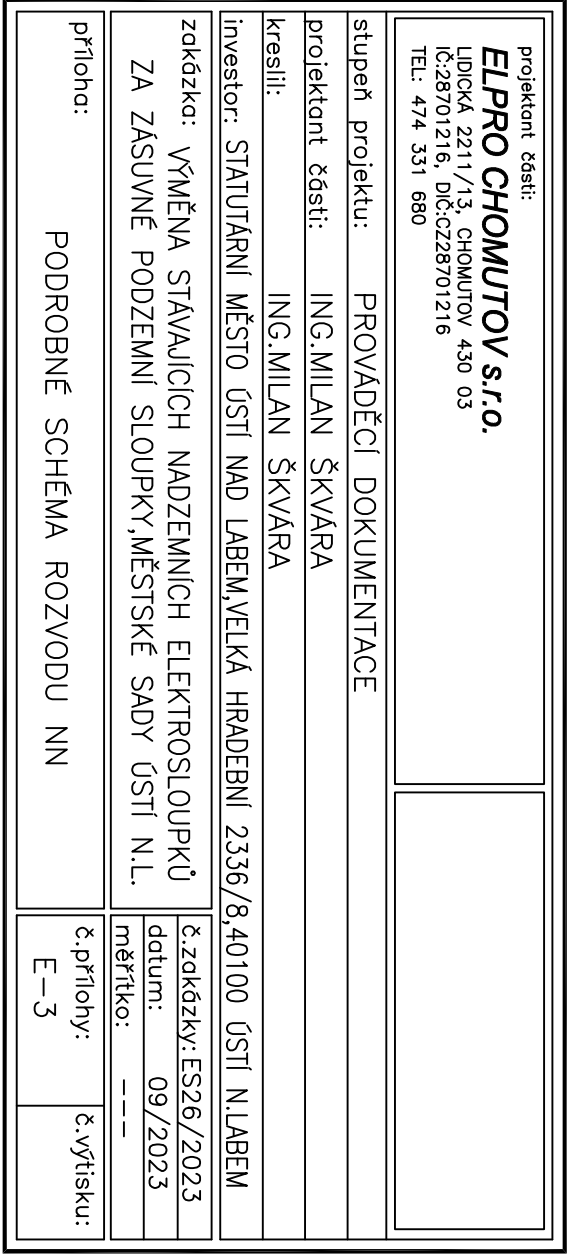 projektant části:
ELPRO CHOMUTOV s.r.o.
LIDICKÁ 2211/13, CHOMUTOV 430 03
IČ:28701216, DIČ:CZ28701216
TEL: 474 331 680
stupeň projektu: PROVÁDĚCÍ DOKUMENTACE
projektant části: ING.MILAN ŠKVÁRA
kreslil: ING.MILAN ŠKVÁRA
investor: STATUTÁRNÍ MĚSTO ÚSTÍ NAD LABEM,VELKÁ HRADEBNÍ 2336/8,40100 ÚSTÍ N.LABEM
zakázka: VÝMĚNA STÁVAJÍCÍCH NADZEMNÍCH ELEKTROSLOUPKŮ
ZA ZÁSUVNÉ PODZEMNÍ SLOUPKY,MĚSTSKÉ SADY ÚSTÍ N.L.
č.zakázky: ES26/2023
datum: 09/2023
měřítko: ---
příloha:
PODROBNÉ SCHÉMA ROZVODU NN
č.přílohy:
E-3
č.výtisku: